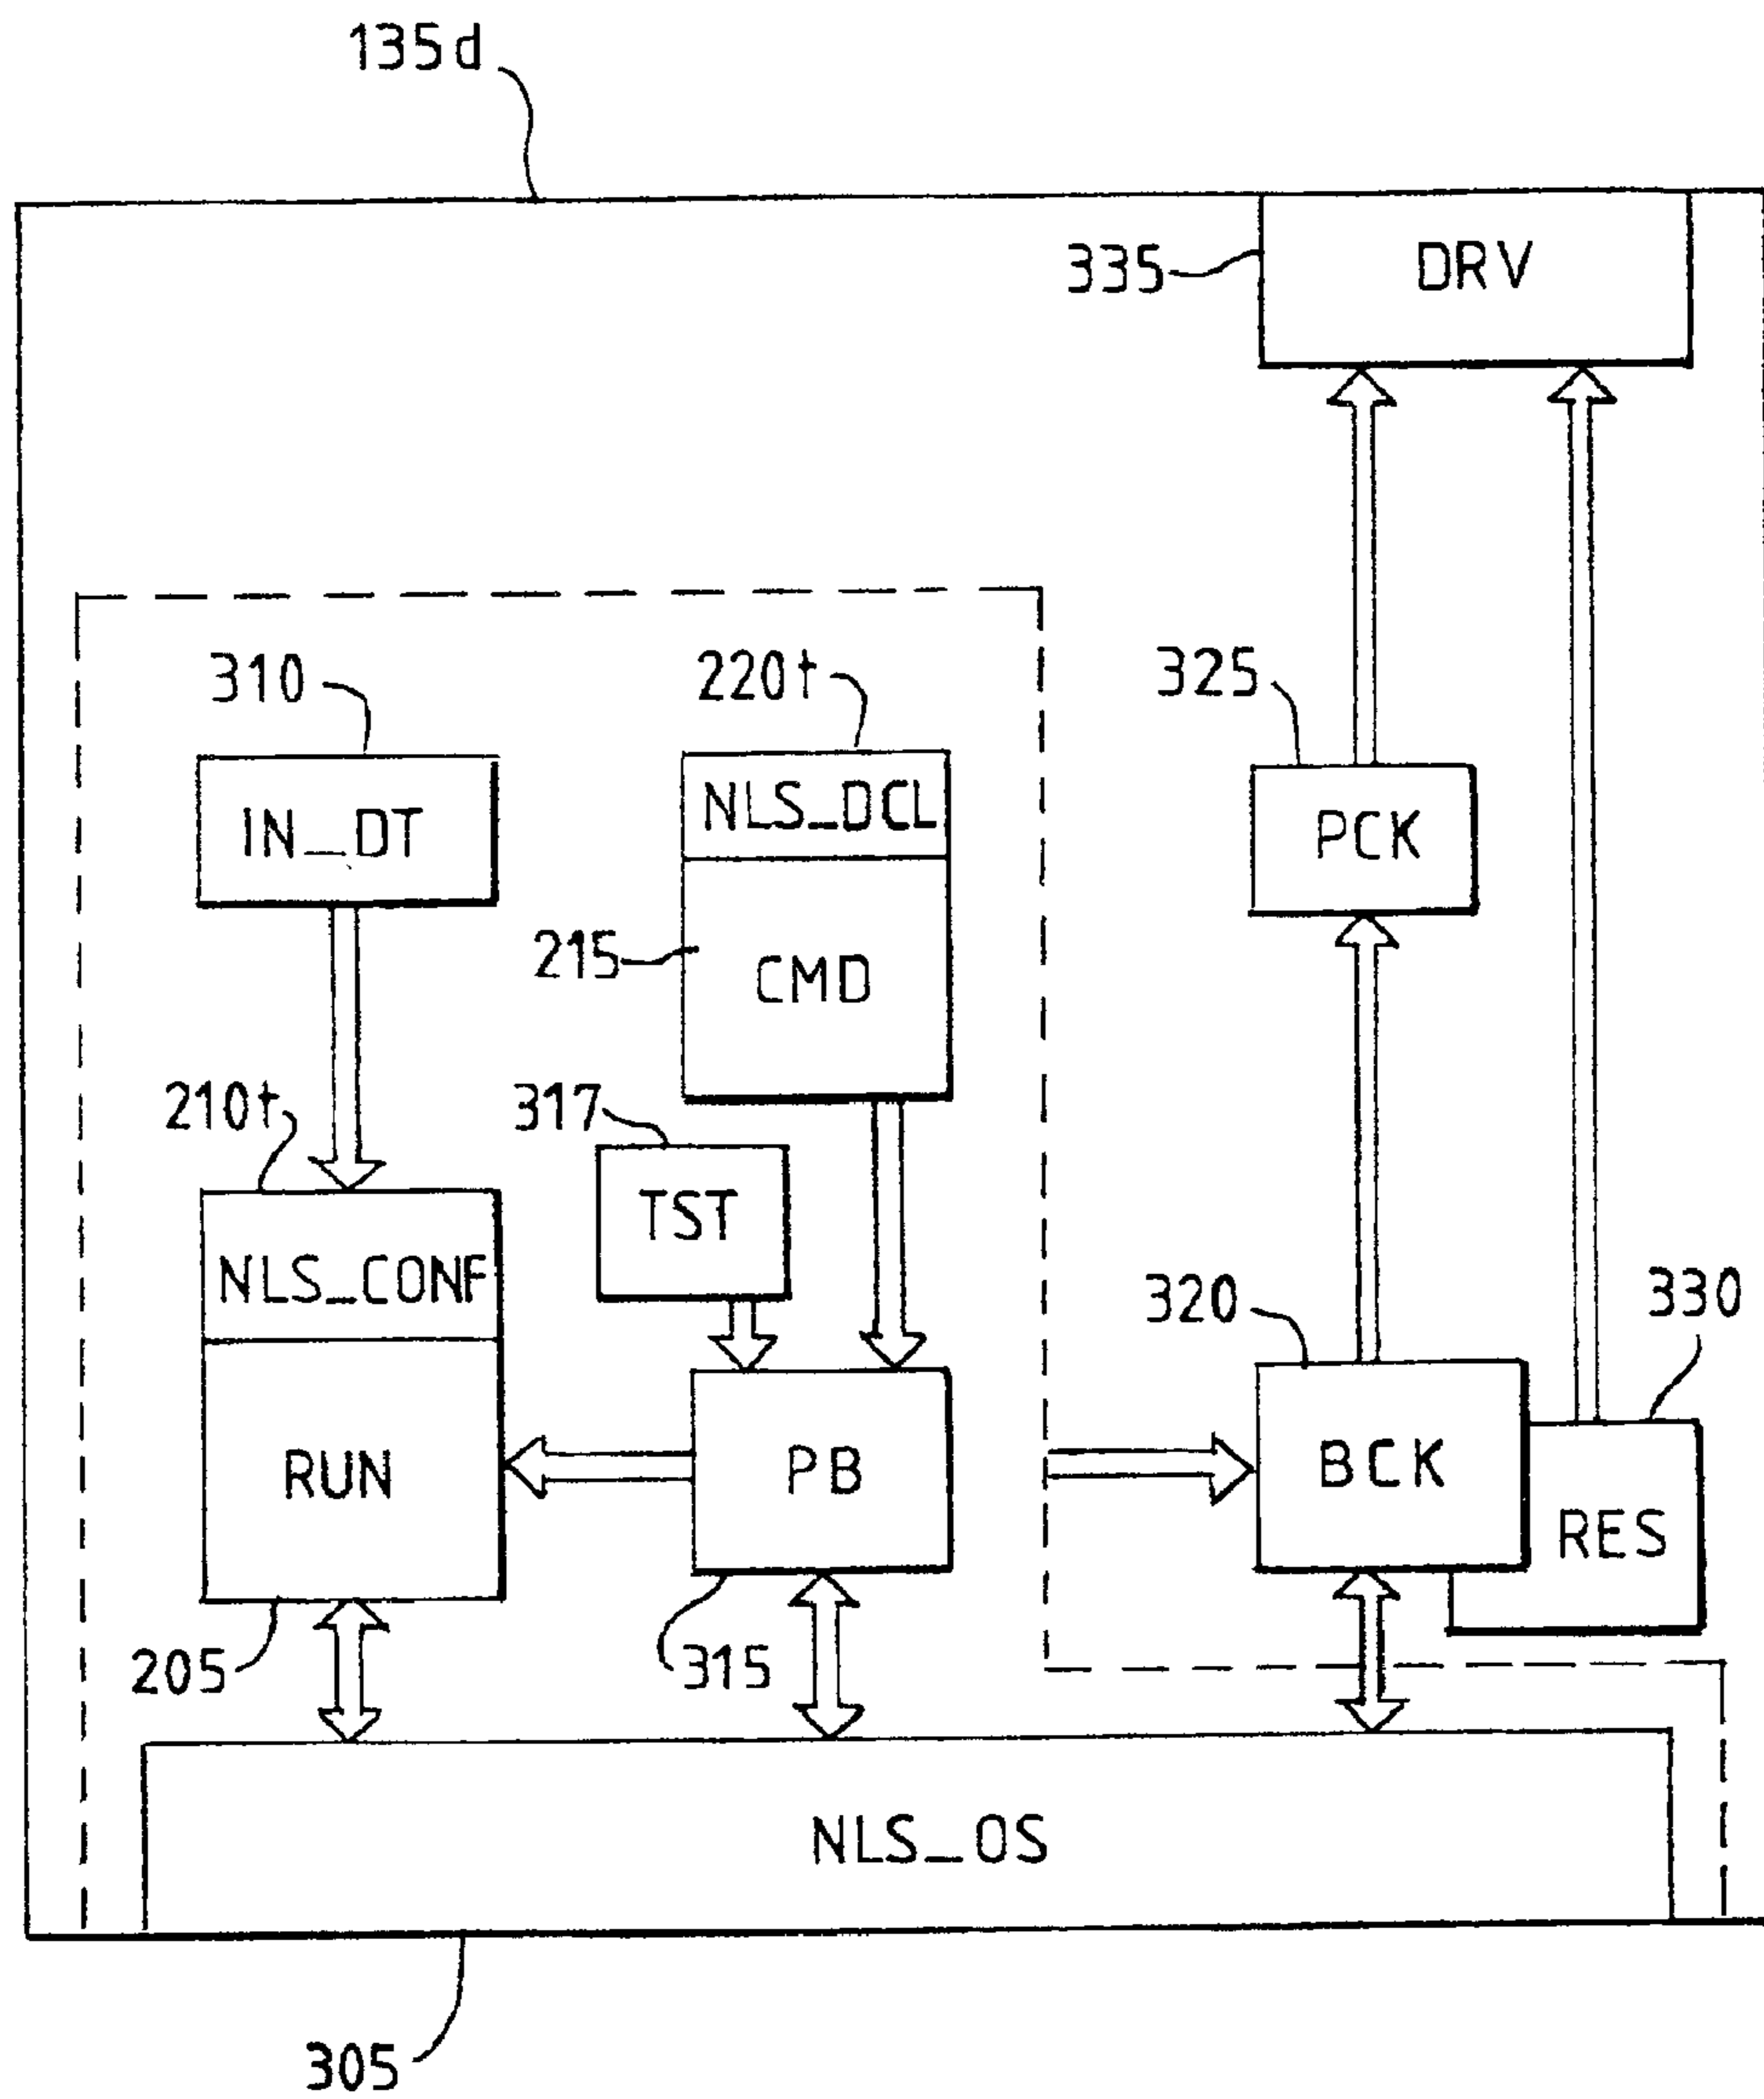 135d
335
DRV
310
220t
325
IN_DT
NLS_DCL
PCK
215
CMD
210t
317
TST
NLS_CONF
320
330
RUN
PB
BCK
RES
205
315
NLS_OS
305